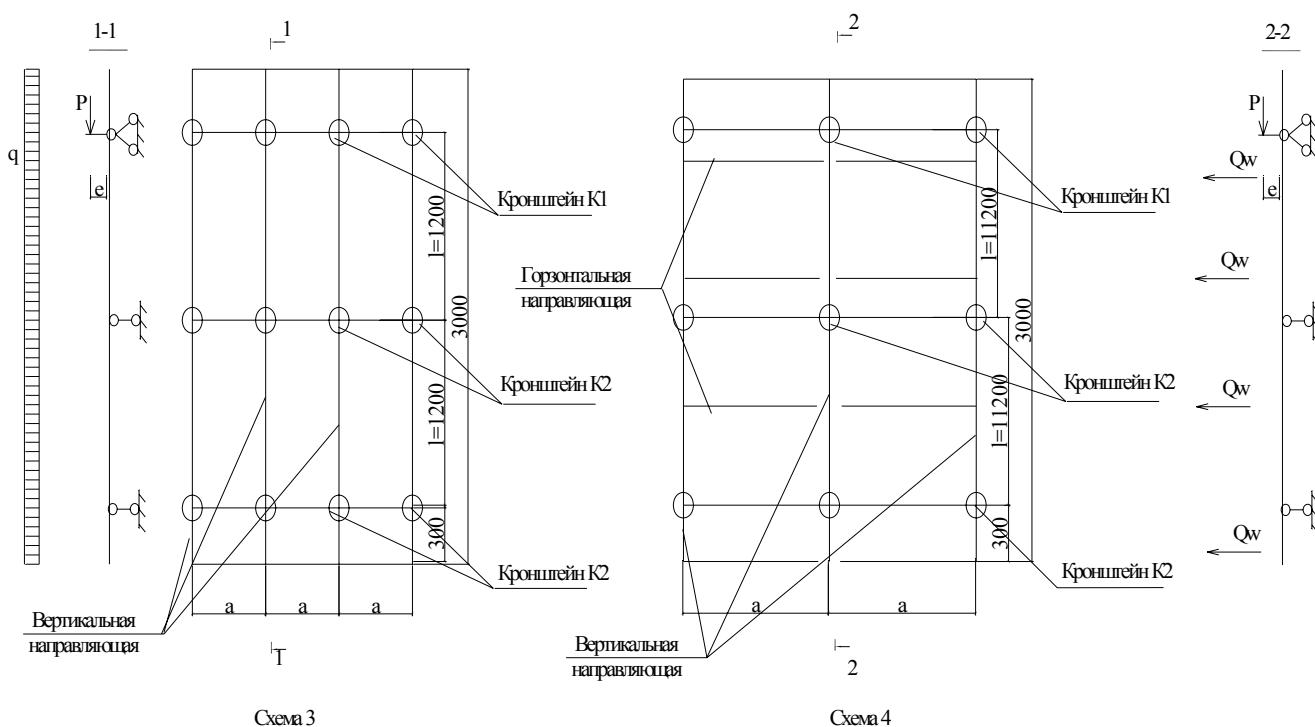 1-1
1
P
q
e
Кронштейн К1
l=1200
3000
Кронштейн К2
l=1200
Кронштейн К2
300
a
a
a
Вертикальная
направляющая
T
Схема 3
2
2-2
P
Qw
e
Кронштейн К1
l=11200
Горзонтальная
направляющая
Qw
3000
Кронштейн К2
l=11200
Qw
Qw
300
Кронштейн К2
a
a
Вертикальная
направляющая
2
Схема 4